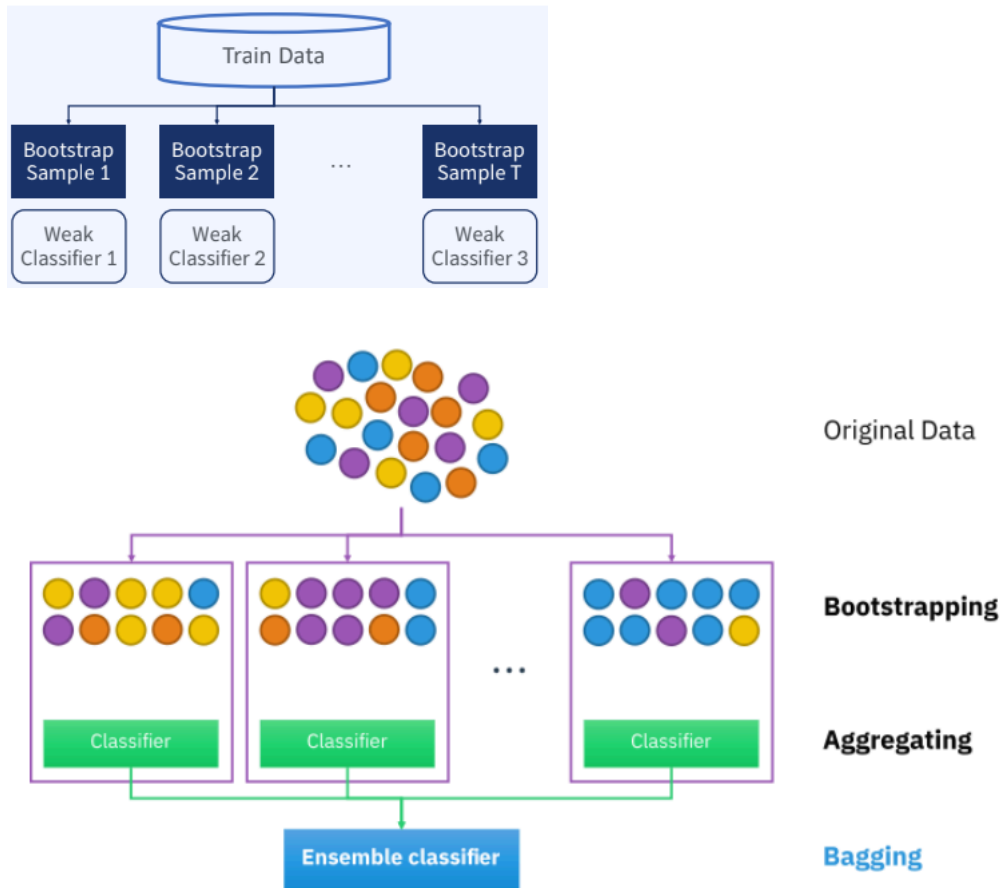 Train Data
Bootstrap
Sample 1
Bootstrap
Sample 2
...
Bootstrap
Sample T
Weak
Classifier 1
Weak
Classifier 2
Weak
Classifier 3
Original Data
Bootstrapping
...
Classifier
Classifier
Classifier
Aggregating
Ensemble classifier
Bagging